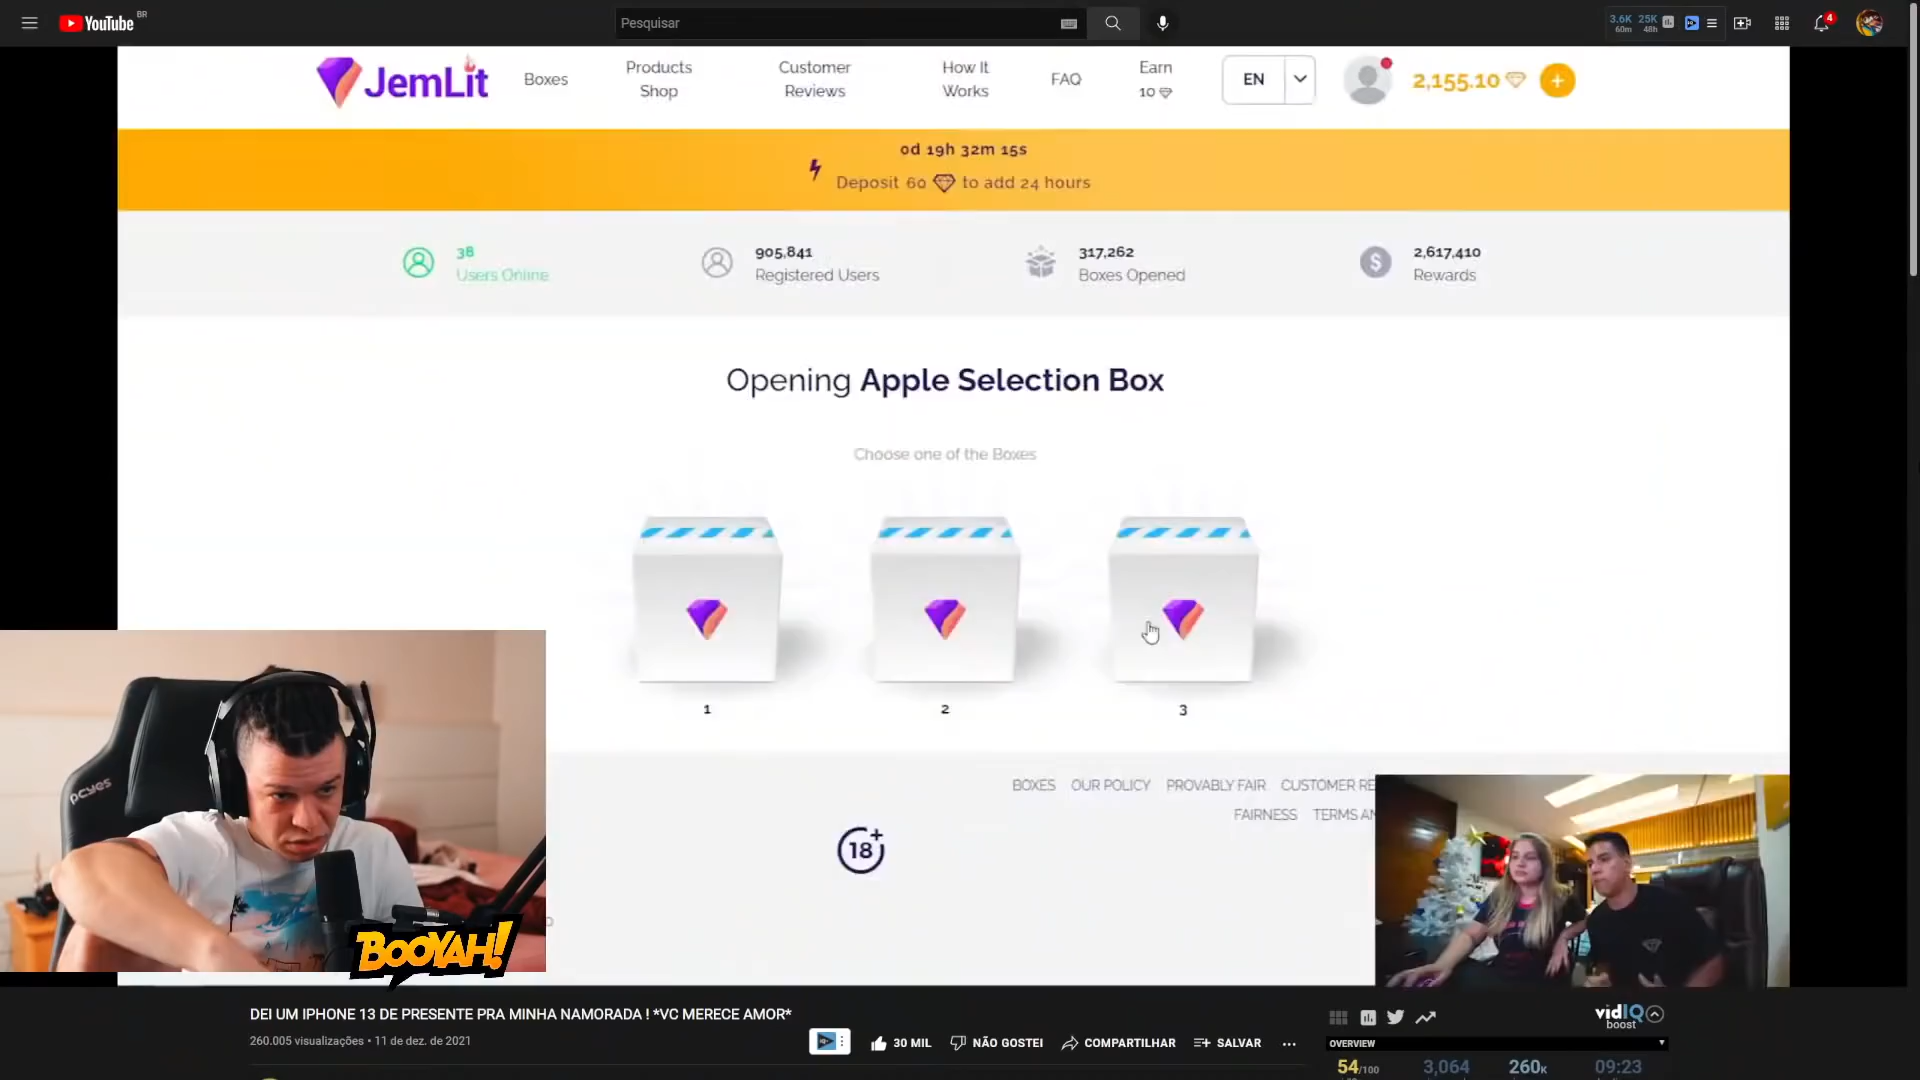 YouTube BR
Pesquisar
3.6K 25K
60m 48h
4
JemLit
Boxes
Products
Shop
Customer
Reviews
How It
Works
FAQ
Earn
10
EN
2,155.10
0d 19h 32m 15s
Deposit 60 to add 24 hours
38
Users Online
905,841
Registered Users
317,262
Boxes Opened
2,617,410
Rewards
Opening Apple Selection Box
Choose one of the Boxes
1
2
3
BOXES OUR POLICY PROVABLY FAIR CUSTOMER RE
FAIRNESS TERMS AN
18+
pcyes
BOOYAH!
DEI UM IPHONE 13 DE PRESENTE PRA MINHA NAMORADA ! *VC MERECE AMOR*
260.005 visualizações • 11 de dez. de 2021
30 MIL
NÃO GOSTEI
COMPARTILHAR
SALVAR
vidIQ
boost
OVERVIEW
54/100
3,064
260K
09:23